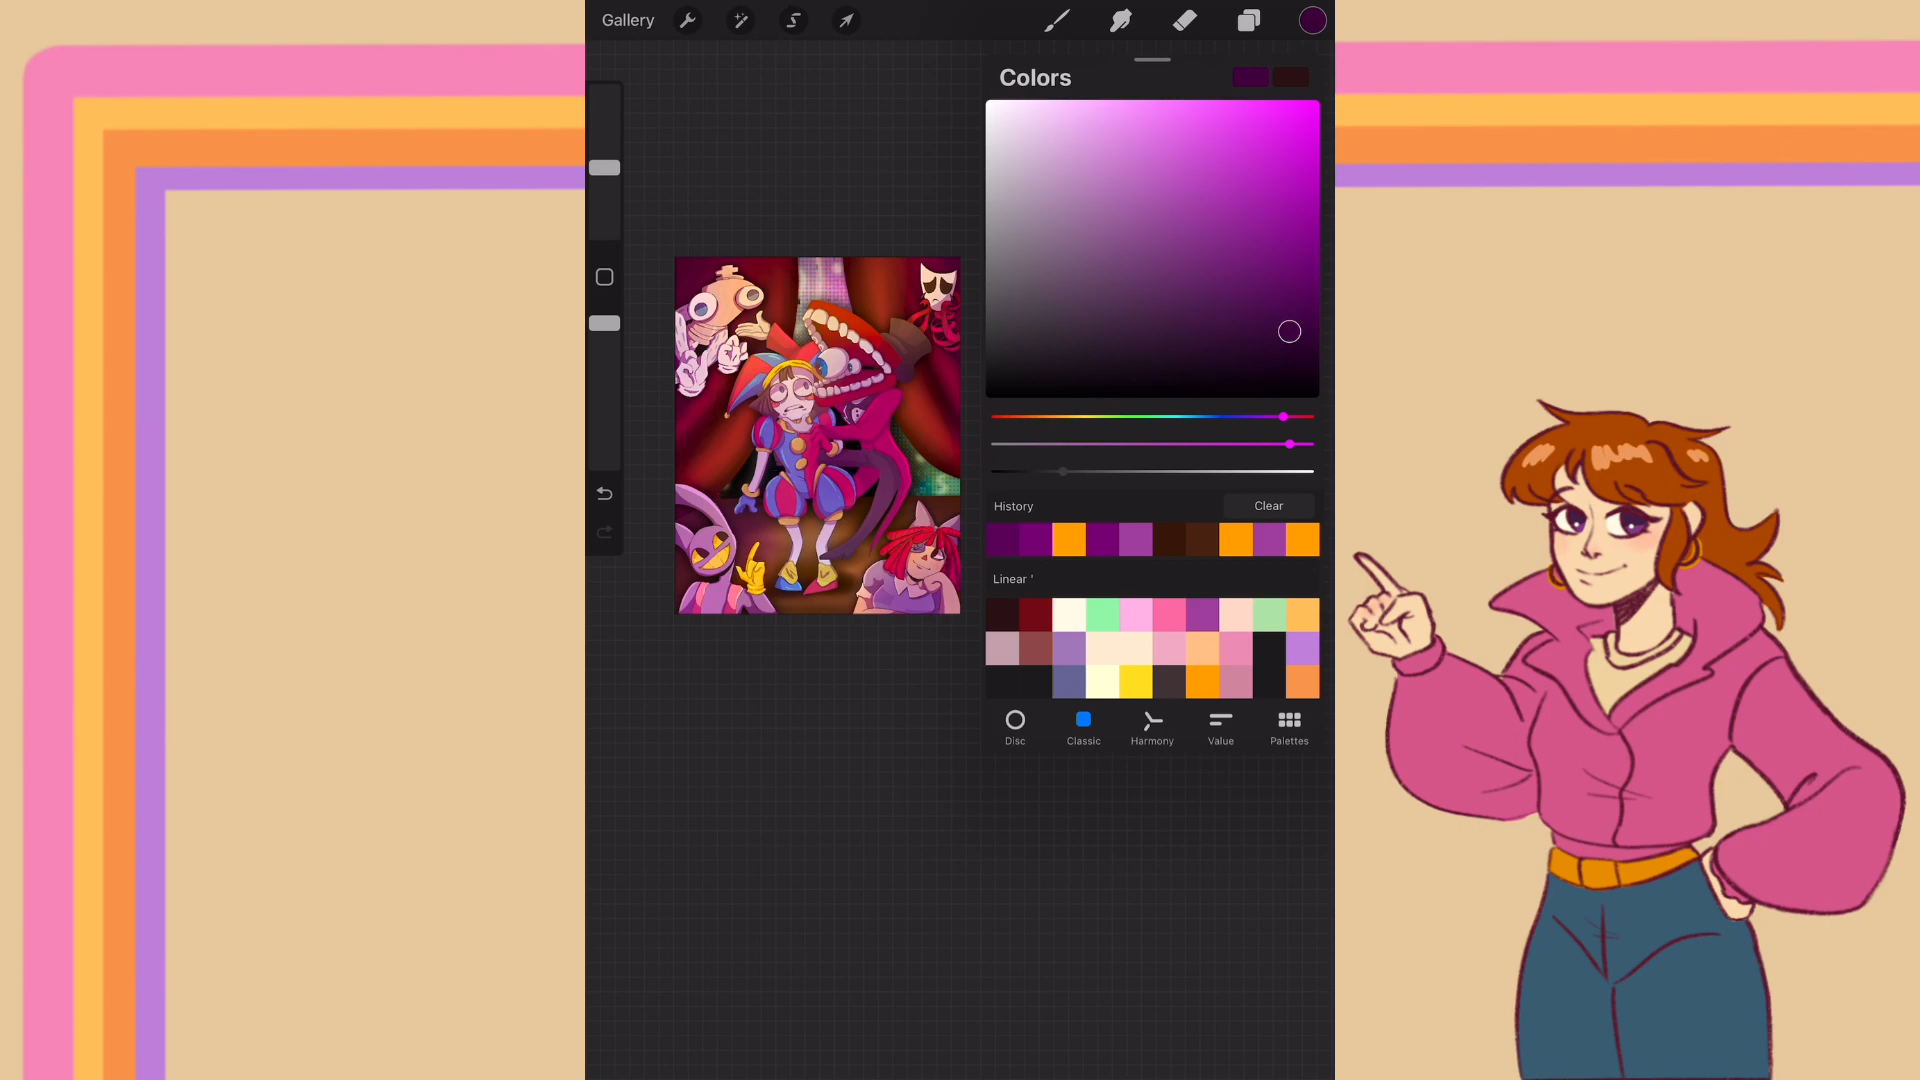 Gallery
Colors
History
Clear
Linear '
Disc
Classic
Harmony
Value
Palettes